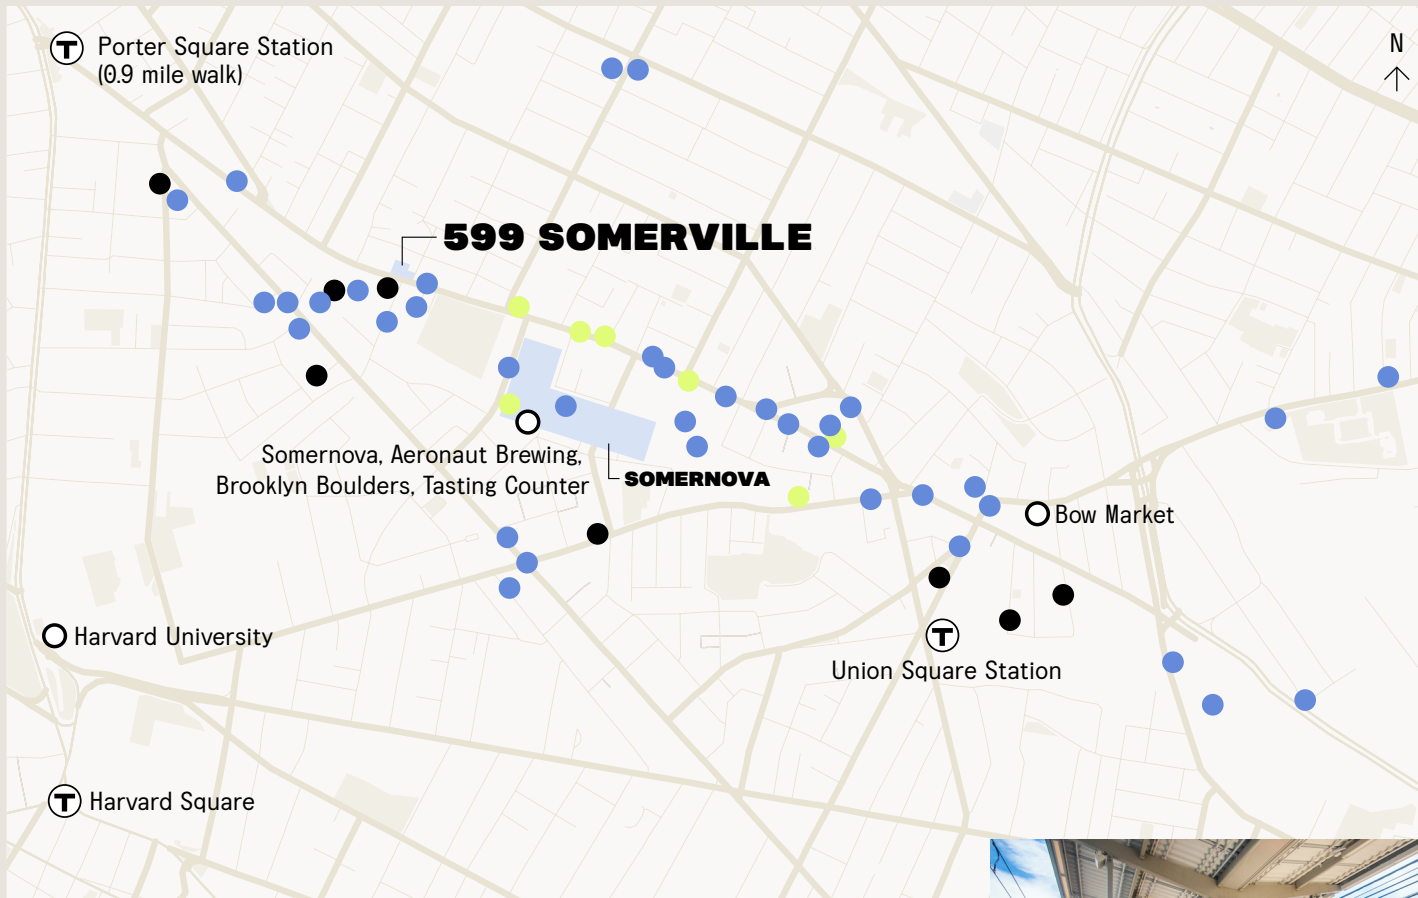 T Porter Square Station
(0.9 mile walk)
N
599 SOMERVILLE
Somernova, Aeronaut Brewing,
Brooklyn Boulders, Tasting Counter
SOMERNOVA
Bow Market
Harvard University
T
Union Square Station
T Harvard Square